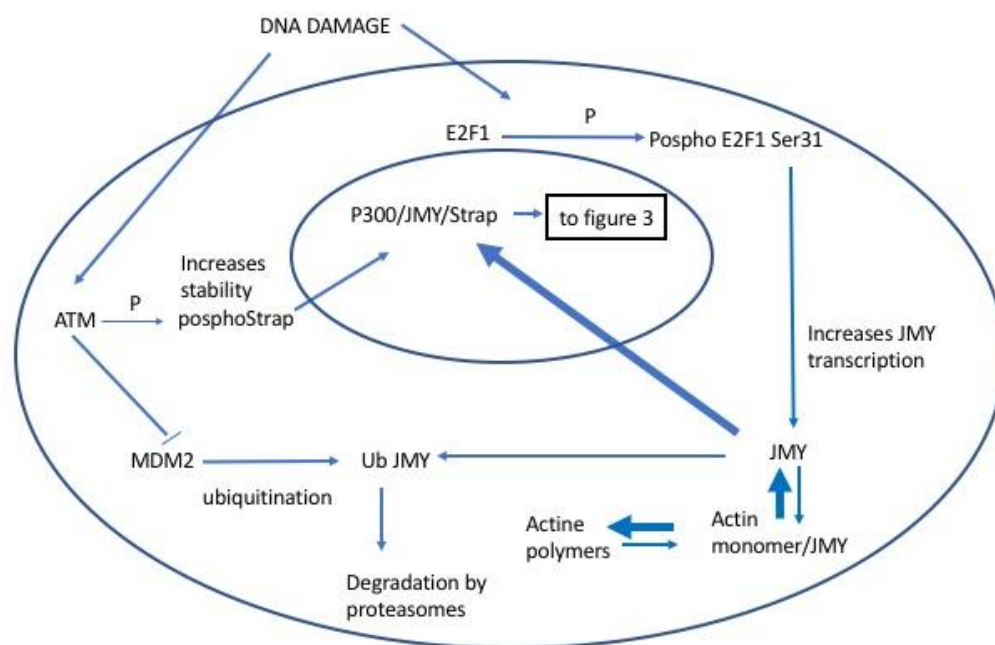 DNA DAMAGE
E2F1
P
Pospho E2F1 Ser31
P300/JMY/Strap
to figure 3
Increases
stability
posphoStrap
P
ATM
Increases JMY
transcription
MDM2
Ub JMY
JMY
ubiquitination
Actine
polymers
Actin
monomer/JMY
Degradation by
proteasomes